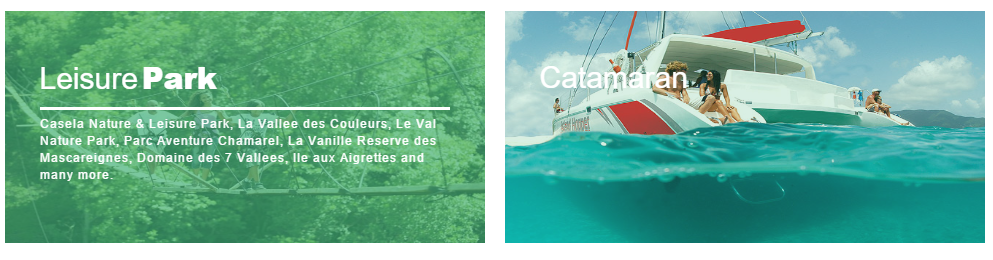 Leisure Park
Casela Nature & Leisure Park, La Vallee des Couleurs, Le Val
Nature Park, Parc Aventure Chamarel, La Vanille Reserve des
Mascareignes, Domaine des 7 Vallees, Ile aux Aigrettes and
many more.
Catamaran